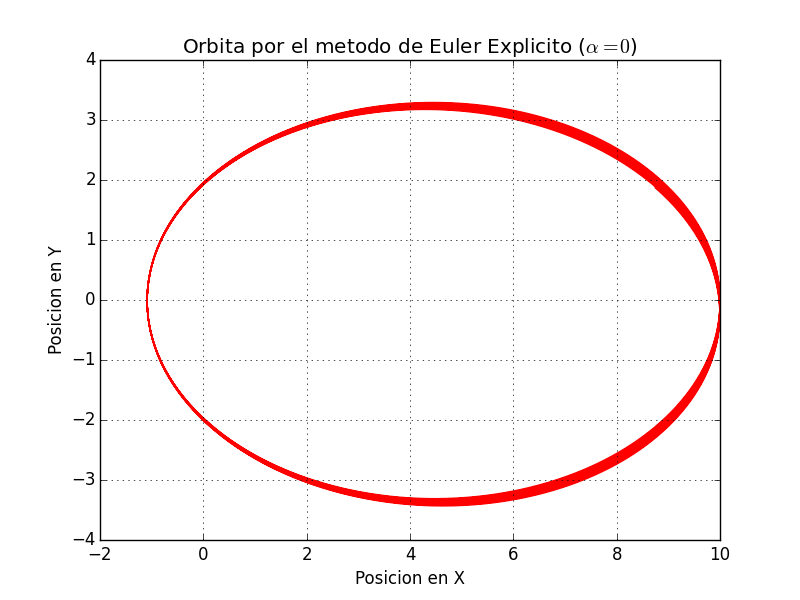 Orbita por el metodo de Euler Explicito (α=0)
4
3
2
1
0
−1
−2
−3
−4
Posicion en Y
−2 0 2 4 6 8 10
Posicion en X